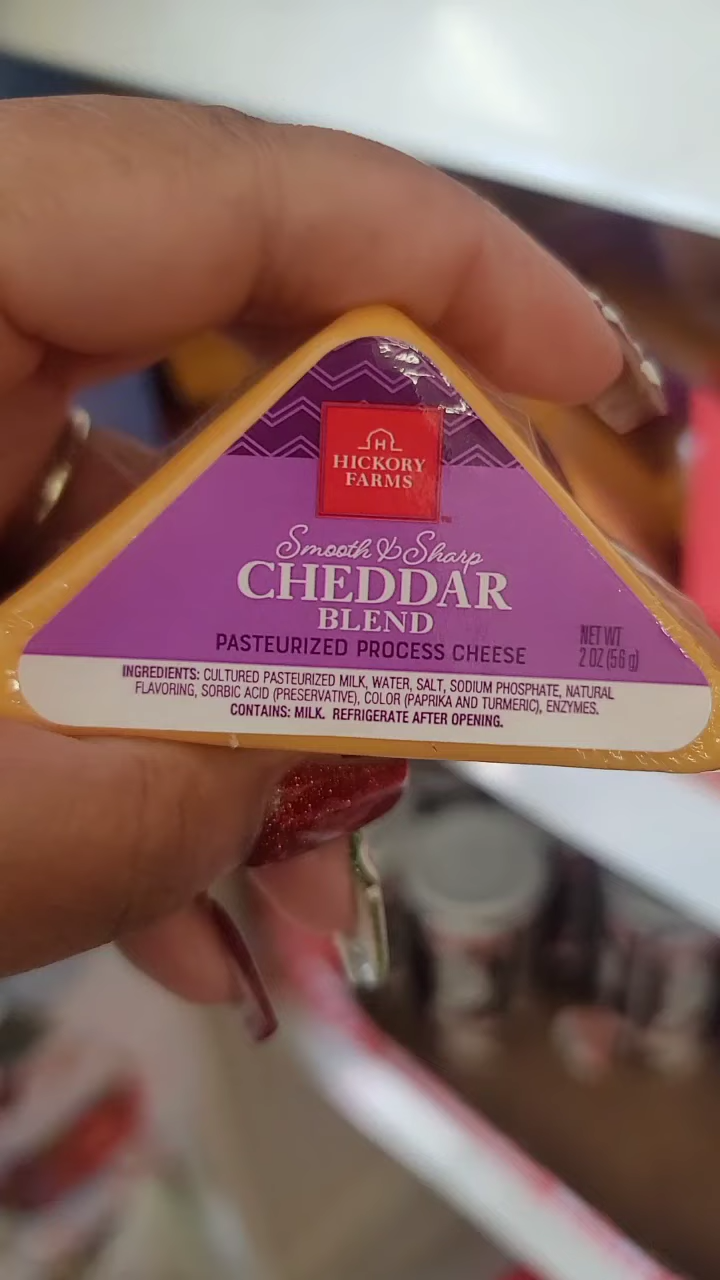 H
HICKORY
FARMS
Smooth & Sharp
CHEDDAR
BLEND
PASTEURIZED PROCESS CHEESE
NET WT
2 OZ (56 g)
INGREDIENTS: CULTURED PASTEURIZED MILK, WATER, SALT, SODIUM PHOSPHATE, NATURAL
FLAVORING, SORBIC ACID (PRESERVATIVE), COLOR (PAPRIKA AND TURMERIC), ENZYMES.
CONTAINS: MILK. REFRIGERATE AFTER OPENING.